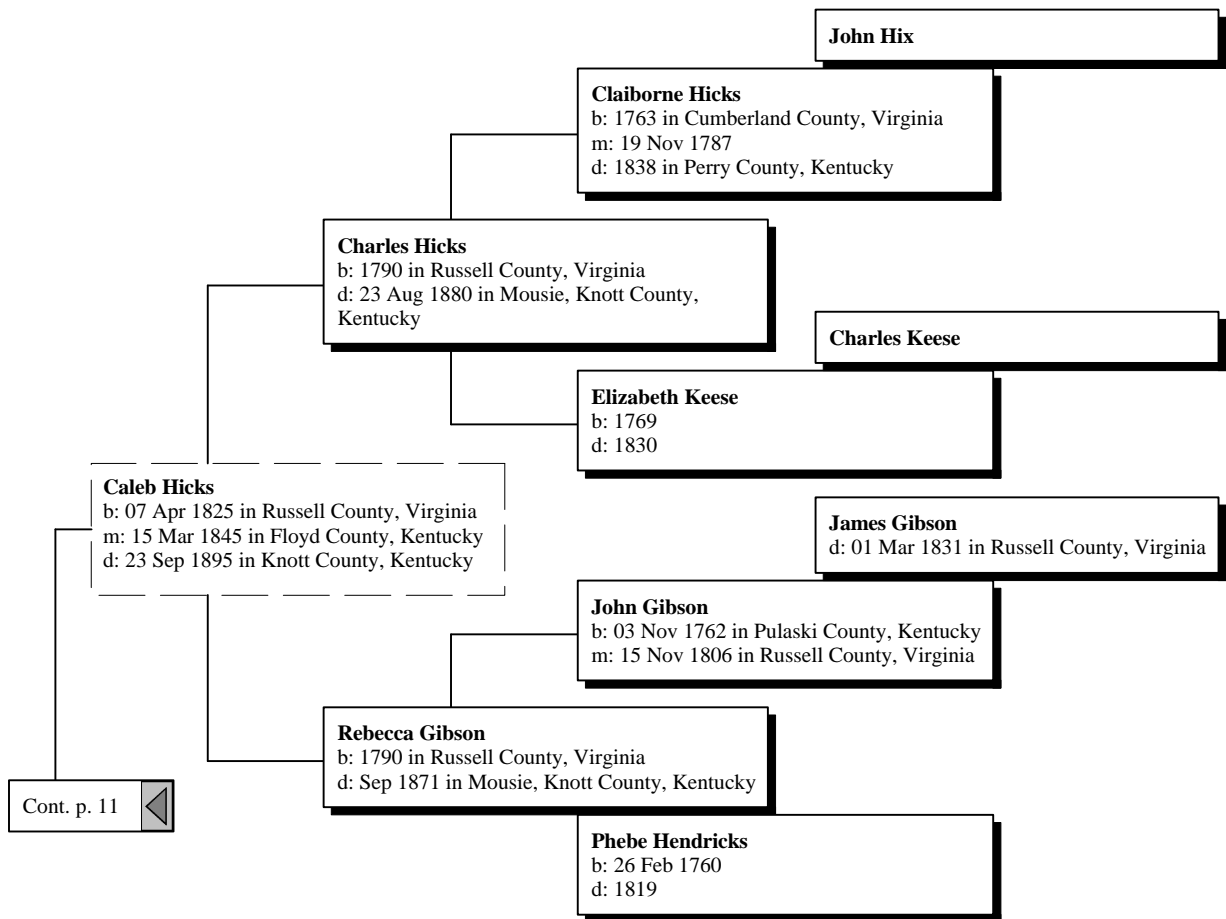 John Hix
Claiborne Hicks
b: 1763 in Cumberland County, Virginia
m: 19 Nov 1787
d: 1838 in Perry County, Kentucky
Charles Hicks
b: 1790 in Russell County, Virginia
d: 23 Aug 1880 in Mousie, Knott County,
Kentucky
Charles Keese
Elizabeth Keese
b: 1769
d: 1830
Caleb Hicks
b: 07 Apr 1825 in Russell County, Virginia
m: 15 Mar 1845 in Floyd County, Kentucky
d: 23 Sep 1895 in Knott County, Kentucky
James Gibson
d: 01 Mar 1831 in Russell County, Virginia
John Gibson
b: 03 Nov 1762 in Pulaski County, Kentucky
m: 15 Nov 1806 in Russell County, Virginia
Rebecca Gibson
b: 1790 in Russell County, Virginia
d: Sep 1871 in Mousie, Knott County, Kentucky
Cont. p. 11
Phebe Hendricks
b: 26 Feb 1760
d: 1819